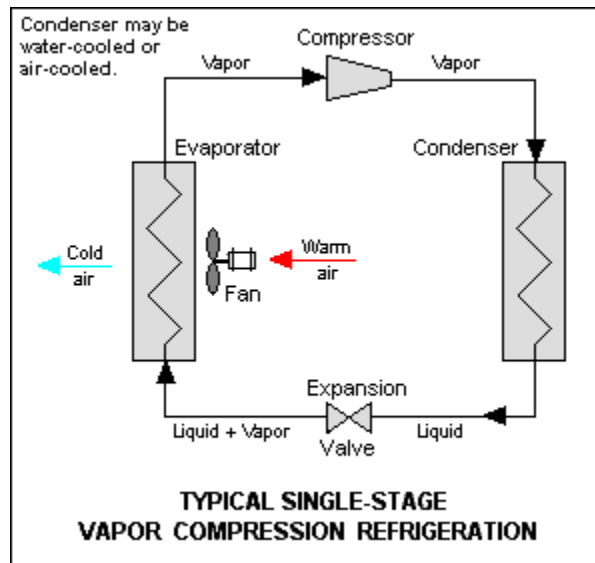 Condenser may be
water-cooled or
air-cooled.
Compressor
Vapor
Vapor
Evaporator
Condenser
Cold
air
Warm
air
Fan
Expansion
Valve
Liquid + Vapor
Liquid
TYPICAL SINGLE-STAGE
VAPOR COMPRESSION REFRIGERATION